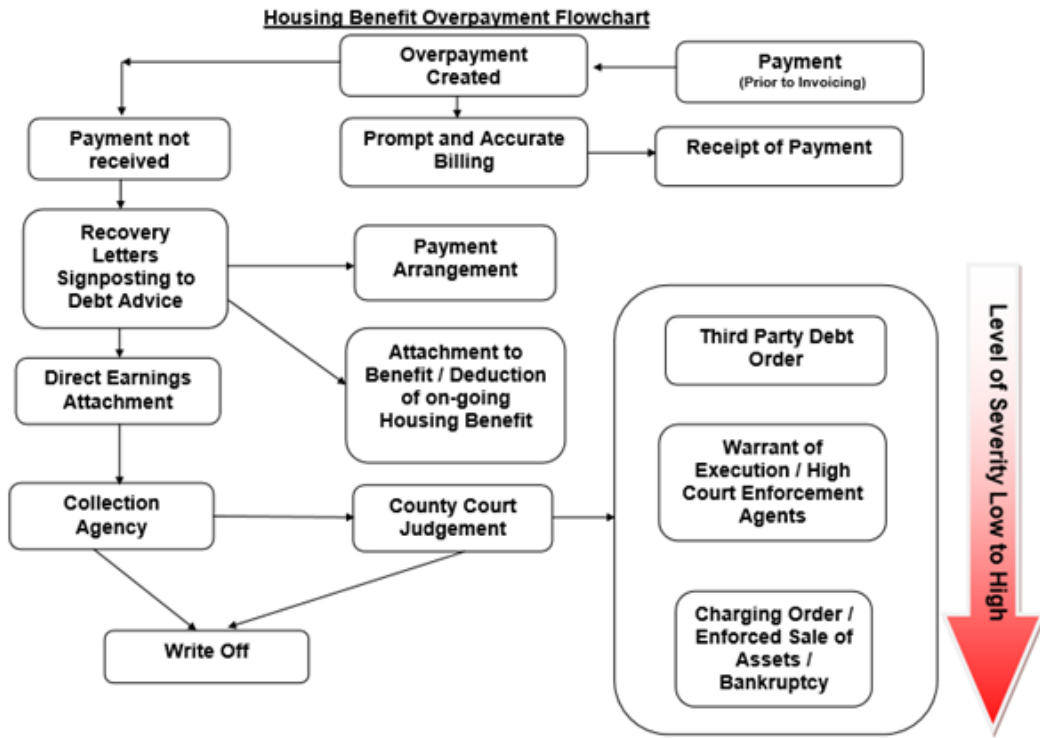 Housing Benefit Overpayment Flowchart
Overpayment
Created
Payment
(Prior to Invoicing)
Payment not
received
Prompt and Accurate
Billing
Receipt of Payment
Recovery
Letters
Signposting to
Debt Advice
Payment
Arrangement
Attachment to
Benefit / Deduction
of on-going
Housing Benefit
Direct Earnings
Attachment
Collection
Agency
County Court
Judgement
Write Off
Third Party Debt
Order
Warrant of
Execution / High
Court Enforcement
Agents
Charging Order /
Enforced Sale of
Assets /
Bankruptcy
Level of Severity Low to High